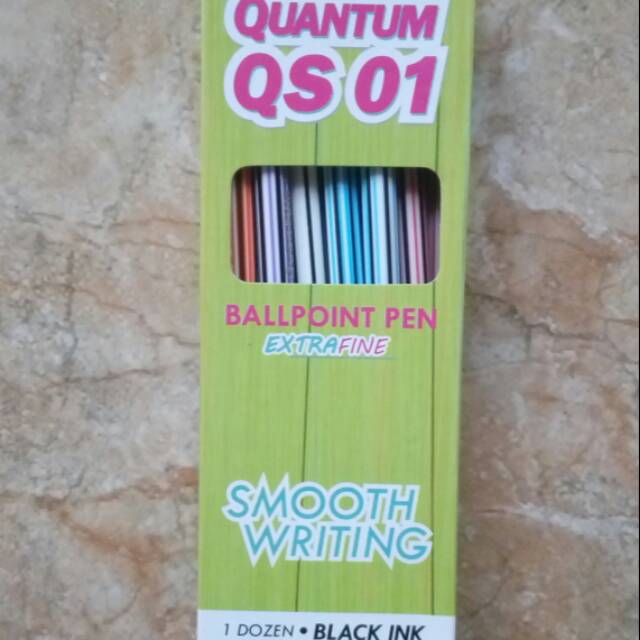 QUANTUM
QS 01
BALLPOINT PEN
EXTRAFINE
SMOOTH
WRITING
1 DOZEN • BLACK INK